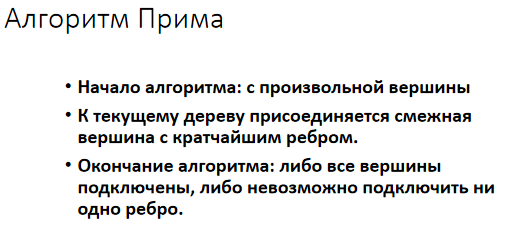 Алгоритм Прима
• Начало алгоритма: с произвольной вершины
• К текущему дереву присоединяется смежная
вершина с кратчайшим ребром.
• Окончание алгоритма: либо все вершины
подключены, либо невозможно подключить ни
одно ребро.